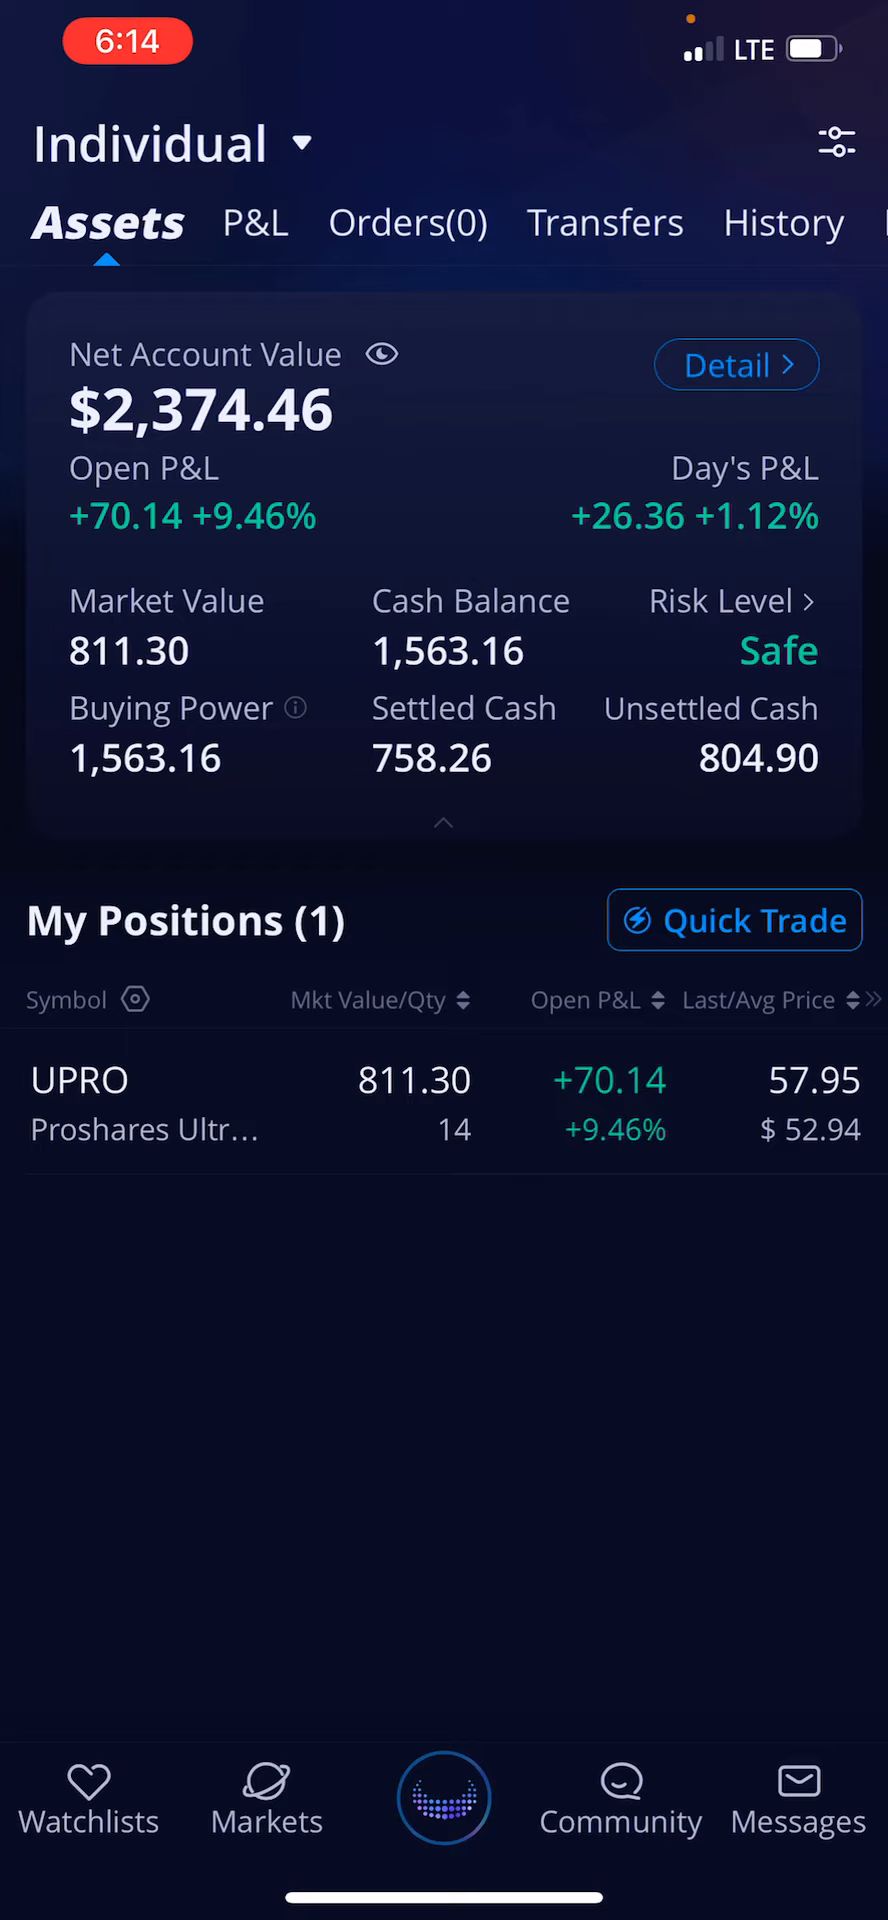 6:14 LTE
Individual
Assets P&L Orders(0) Transfers History
Net Account Value Detail
$2,374.46
Open P&L Day's P&L
+70.14 +9.46% +26.36 +1.12%
Market Value Cash Balance Risk Level
811.30 1,563.16 Safe
Buying Power Settled Cash Unsettled Cash
1,563.16 758.26 804.90
My Positions (1) Quick Trade
Symbol Mkt Value/Qty Open P&L Last/Avg Price
UPRO 811.30 +70.14 57.95
Proshares Ultr... 14 +9.46% $ 52.94
Watchlists Markets Community Messages